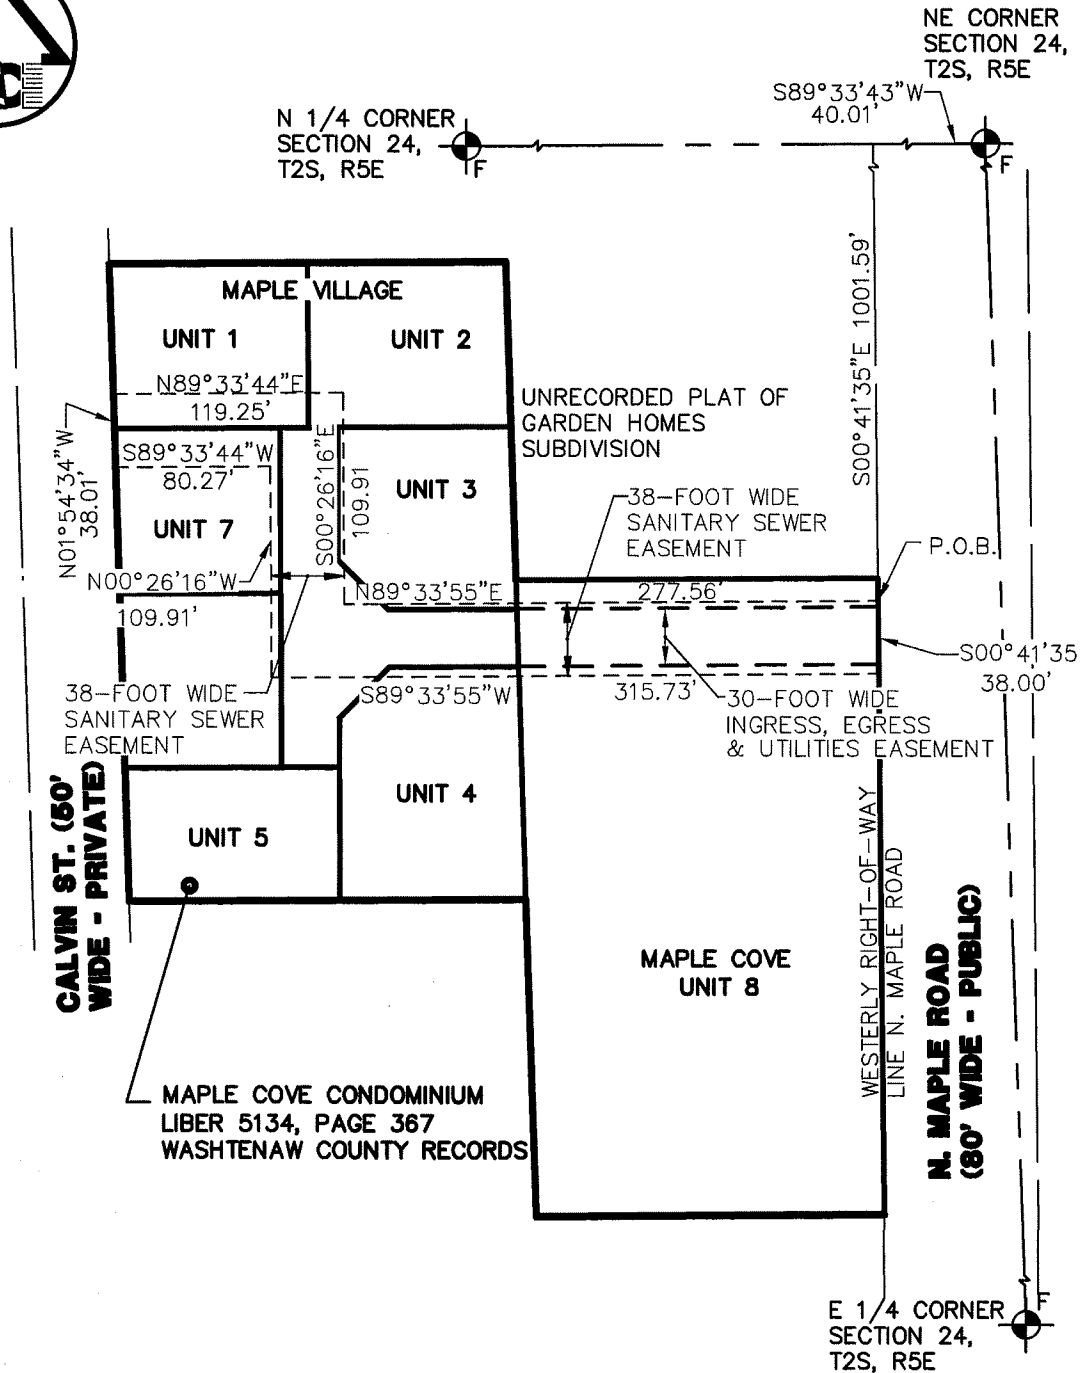 NE CORNER
SECTION 24,
T2S, R5E
S89°33'43"W
40.01'
N 1/4 CORNER
SECTION 24,
T2S, R5E
F
F
S00°41'35"E 1001.59'
MAPLE VILLAGE
UNIT 1
UNIT 2
N89°33'44"E
119.25'
UNRECORDED PLAT OF
GARDEN HOMES
SUBDIVISION
N01°54'34"W
38.01'
S89°33'44"W
80.27'
S00°26'16"E
109.91
UNIT 3
UNIT 7
38-FOOT WIDE
SANITARY SEWER
EASEMENT
P.O.B.
N00°26'16"W
109.91'
N89°33'55"E
277.56'
S00°41'35
38.00'
38-FOOT WIDE
SANITARY SEWER
EASEMENT
S89°33'55"W
315.73'
30-FOOT WIDE
INGRESS, EGRESS
& UTILITIES EASEMENT
UNIT 4
UNIT 5
CALVIN ST. (50'
WIDE - PRIVATE)
MAPLE COVE
UNIT 8
WESTERLY RIGHT-OF-WAY
LINE N. MAPLE ROAD
N. MAPLE ROAD
(80' WIDE - PUBLIC)
MAPLE COVE CONDOMINIUM
LIBER 5134, PAGE 367
WASHTENAW COUNTY RECORDS
E 1/4 CORNER
SECTION 24,
T2S, R5E
F